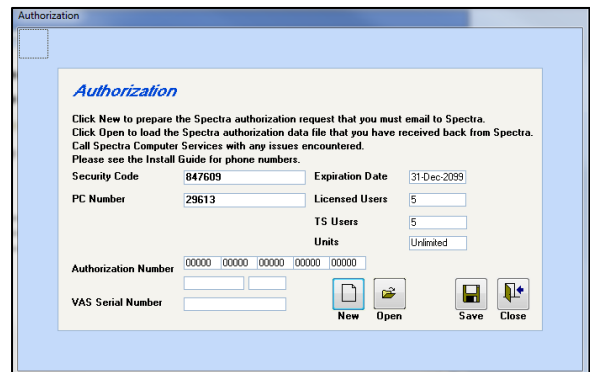 Authorization
Authorization
Click New to prepare the Spectra authorization request that you must email to Spectra.
Click Open to load the Spectra authorization data file that you have received back from Spectra.
Call Spectra Computer Services with any issues encountered.
Please see the Install Guide for phone numbers.
Security Code 847609 Expiration Date 31-Dec-2099
PC Number 29613 Licensed Users 5
TS Users 5
Units Unlimited
Authorization Number 00000 00000 00000 00000 00000
VAS Serial Number
New Open Save Close